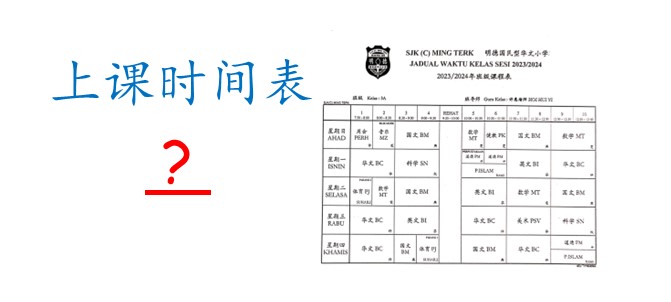 上课时间表
?
SJK (C) MING TERK 明德国民型华文小学
JADUAL WAKTU KELAS SESI 2023/2024
2023/2024年班级课程表
班级 Kelas : 3A
班导师 Guru Kelas :
1 2 3 4 REHAT 5 6 7 8 9 10
星期日 AHAD 周会 PERH 音乐 MZ 国文 BM 数学 MT 健教 PK 国文 BM 数学 MT
星期一 ISNIN 华文 BC 科学 SN 道德 PM P.ISLAM 英文 BI 华文 BC
星期二 SELASA 体育 PJ 数学 MT 国文 BM 英文 BI 数学 MT 国文 BM
星期三 RABU 华文 BC 英文 BI 华文 BC 美术 PSV 科学 SN
星期四 KHAMIS 华文 BC 国文 BM 体育 PJ 国文 BM 华文 BC 道德 PM P.ISLAM